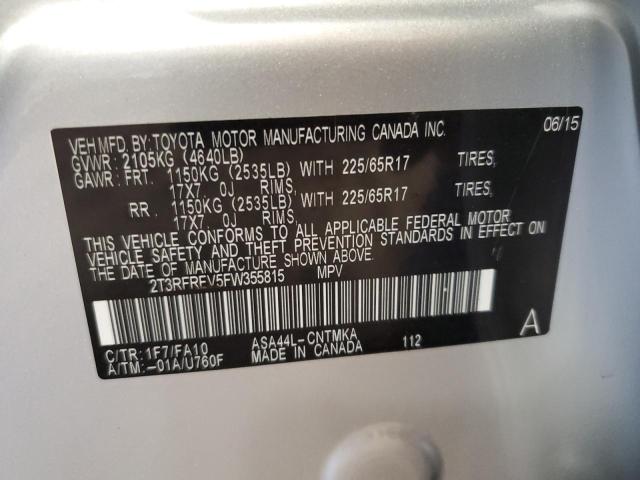 VEH MFD. BY: TOYOTA MOTOR MANUFACTURING CANADA INC. 06/15
GVWR: 2105KG (4640LB)
GAWR: FRT. 1150KG (2535LB) WITH 225/65R17 TIRES,
17X7.0J RIMS,
RR. 1150KG (2535LB) WITH 225/65R17 TIRES,
17X7.0J RIMS,
THIS VEHICLE CONFORMS TO ALL APPLICABLE FEDERAL MOTOR
VEHICLE SAFETY AND THEFT PREVENTION STANDARDS IN EFFECT ON
THE DATE OF MANUFACTURE SHOWN ABOVE.
2T3RFREV5FW355815 MPV
A
C/TR: 1F7/FA10 ASA44L-CNTMKA 112
A/TM: -01A/U760F MADE IN CANADA